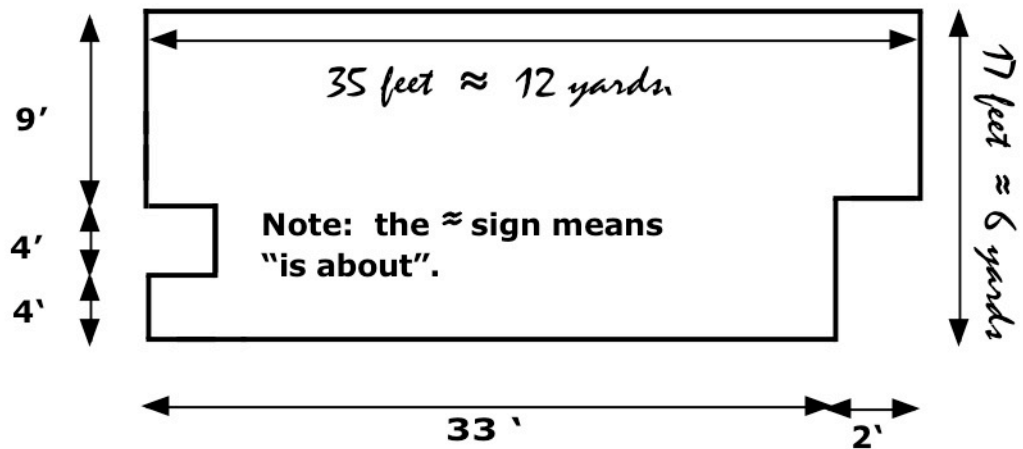 35 feet ≈ 12 yards.
17 feet ≈ 6 yards
9’
Note: the ≈ sign means
“is about”.
4’
4‘
33 ‘
2‘